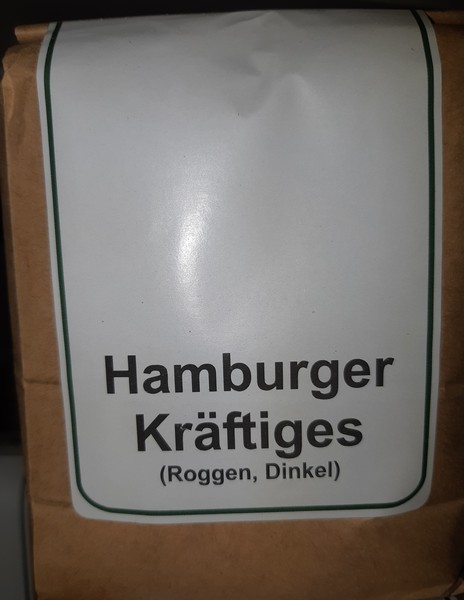 Hamburger
Kräftiges
(Roggen, Dinkel)